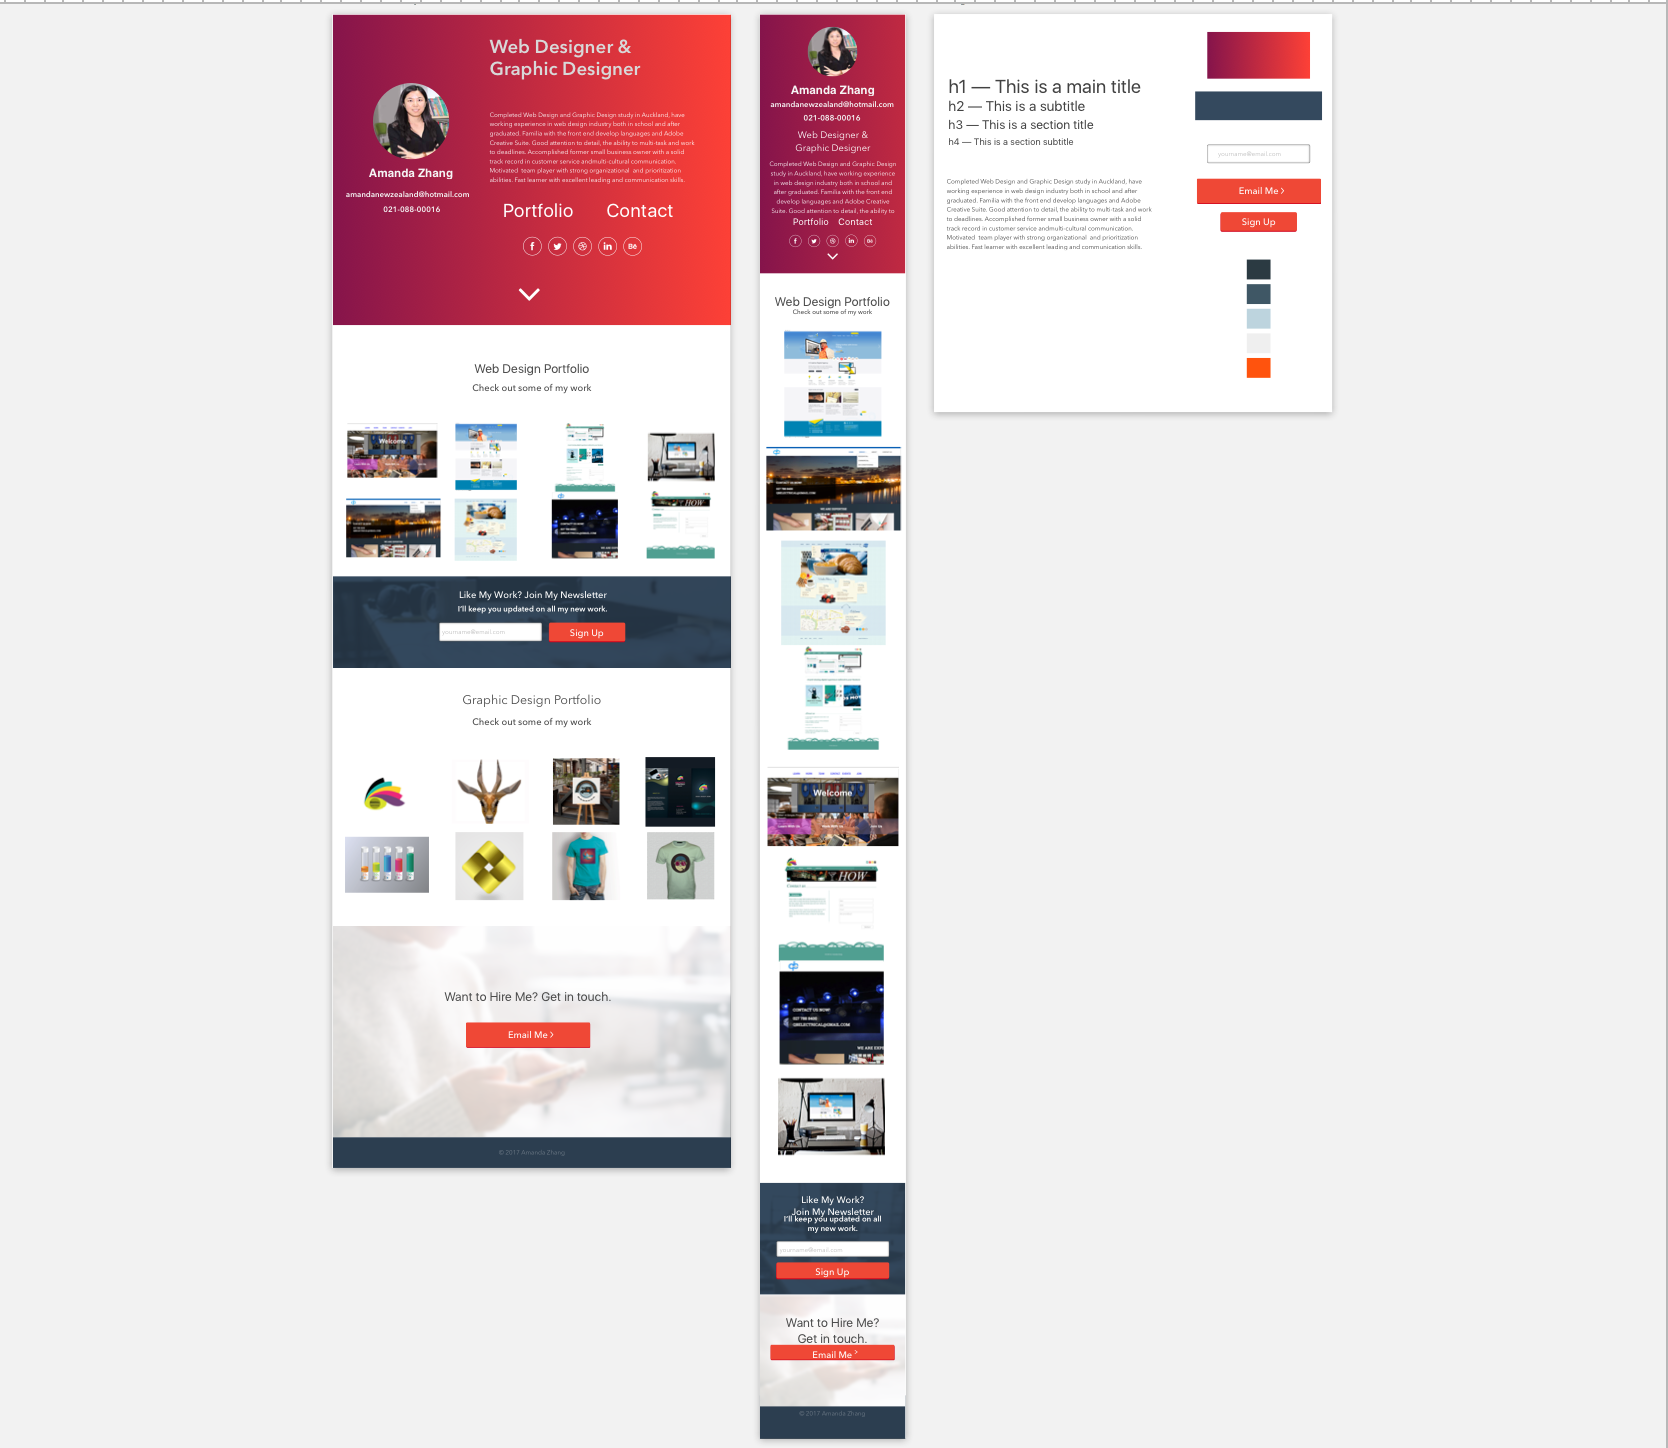 Web Designer &
Graphic Designer
Completed Web Design and Graphic Design study in Auckland, have
working experience in web design industry both in school and after
graduated. Familia with the front end develop languages and Adobe
Creative Suite. Good attention to detail, the ability to multi-task and work
to deadlines. Accomplished former small business owner with a solid
track record in customer service andmulti-cultural communication.
Motivated  team player with strong organizational  and prioritization
abilities. Fast learner with excellent leading and communication skills.
Amanda Zhang
amandanewzealand@hotmail.com
021-088-00016
Portfolio
Contact
Web Design Portfolio
Check out some of my work
Welcome
HOW
Like My Work? Join My Newsletter
I'll keep you updated on all my new work.
yourname@email.com
Sign Up
Graphic Design Portfolio
Check out some of my work
Want to Hire Me? Get in touch.
Email Me >
© 2017 Amanda Zhang
Amanda Zhang
amandanewzealand@hotmail.com
021-088-00016
Web Designer &
Graphic Designer
Completed Web Design and Graphic Design
study in Auckland, have working experience
in web design industry both in school and
after graduated. Familia with the front end
develop languages and Adobe Creative
Suite. Good attention to detail, the ability to
Portfolio Contact
Web Design Portfolio
Check out some of my work
Welcome
HOW
CONTACT US NOW!
WE ARE EXPE
Like My Work?
Join My Newsletter
I'll keep you updated on all
my new work.
yourname@email.com
Sign Up
Want to Hire Me?
Get in touch.
Email Me >
© 2017 Amanda Zhang
h1 — This is a main title
h2 — This is a subtitle
h3 — This is a section title
h4 — This is a section subtitle
Completed Web Design and Graphic Design study in Auckland, have
working experience in web design industry both in school and after
graduated. Familia with the front end develop languages and Adobe
Creative Suite. Good attention to detail, the ability to multi-task and work
to deadlines. Accomplished former small business owner with a solid
track record in customer service andmulti-cultural communication.
Motivated  team player with strong organizational  and prioritization
abilities. Fast learner with excellent leading and communication skills.
yourname@email.com
Email Me >
Sign Up